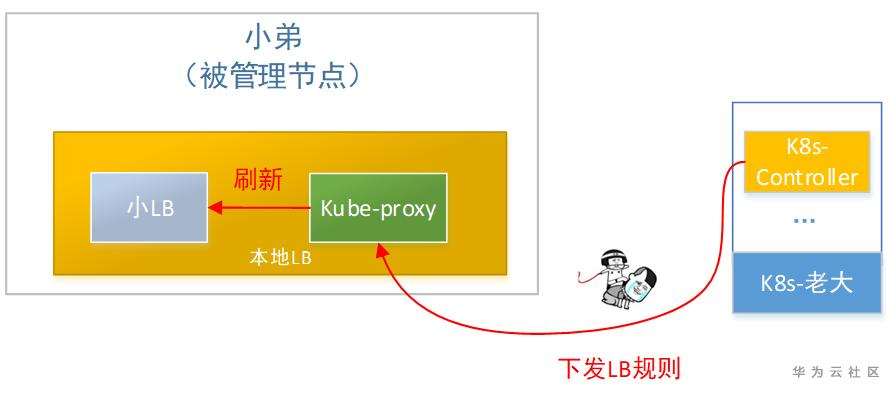 小弟
（被管理节点）
小LB
刷新
Kube-proxy
本地LB
K8s-
Controller
...
K8s-老大
下发LB规则
华为云社区